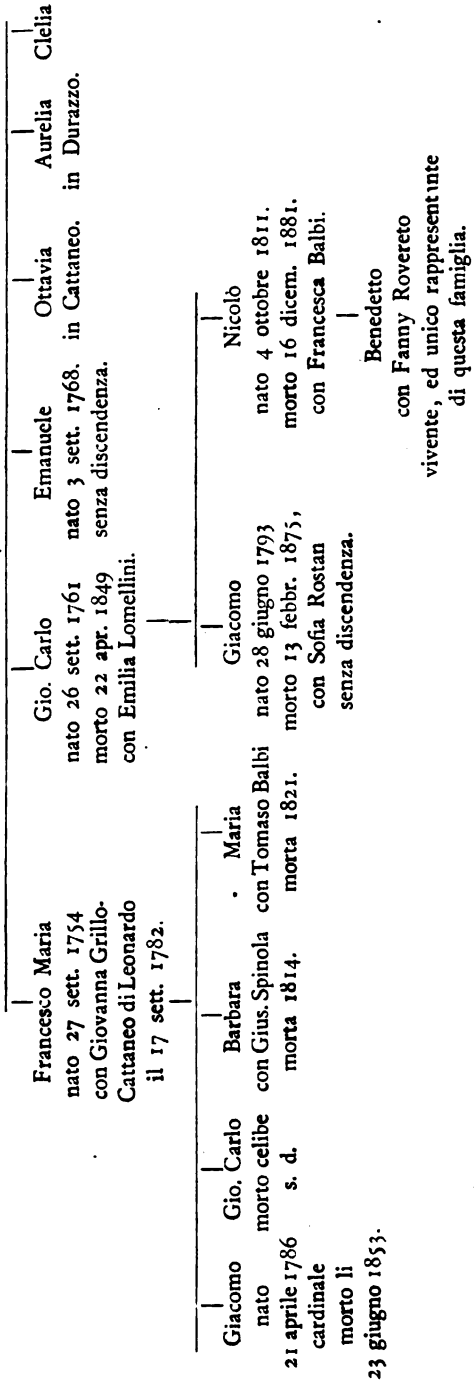 Francesco Maria
nato 27 sett. 1754
con Giovanna Grillo-
Cattaneo di Leonardo
il 17 sett. 1782.
Gio. Carlo
nato 26 sett. 1761
morto 22 apr. 1849
con Emilia Lomellini.
Emanuele
nato 3 sett. 1768.
senza discendenza.
Ottavia
in Cattaneo.
Aurelia
in Durazzo.
Clelia
Giacomo
nato
21 aprile 1786
cardinale
morto li
23 giugno 1853.
Gio. Carlo
morto celibe
s. d.
Barbara
con Gius. Spinola
morta 1814.
Maria
con Tomaso Balbi
morta 1821.
Giacomo
nato 28 giugno 1793
morto 13 febbr. 1875,
con Sofia Rostan
senza discendenza.
Nicolò
nato 4 ottobre 1811.
morto 16 dicem. 1881.
con Francesca Balbi.
Benedetto
con Fanny Rovereto
vivente, ed unico rappresentante
di questa famiglia.